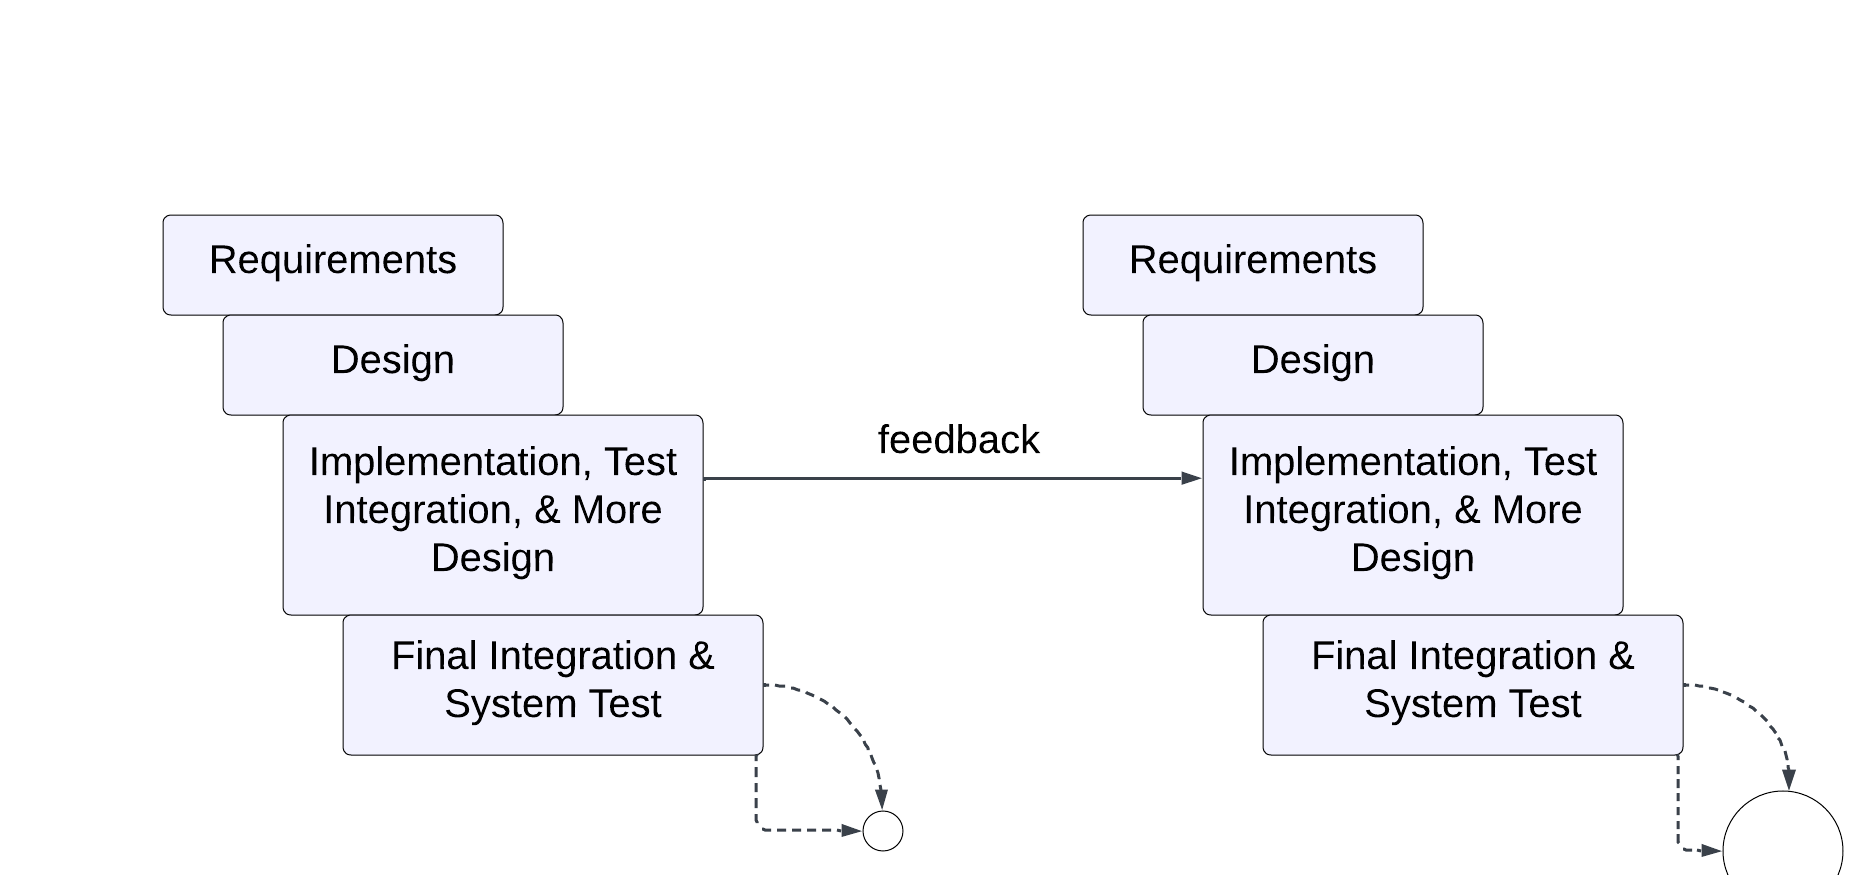 Requirements
Design
Implementation, Test
Integration, & More
Design
Final Integration &
System Test
feedback
Requirements
Design
Implementation, Test
Integration, & More
Design
Final Integration &
System Test